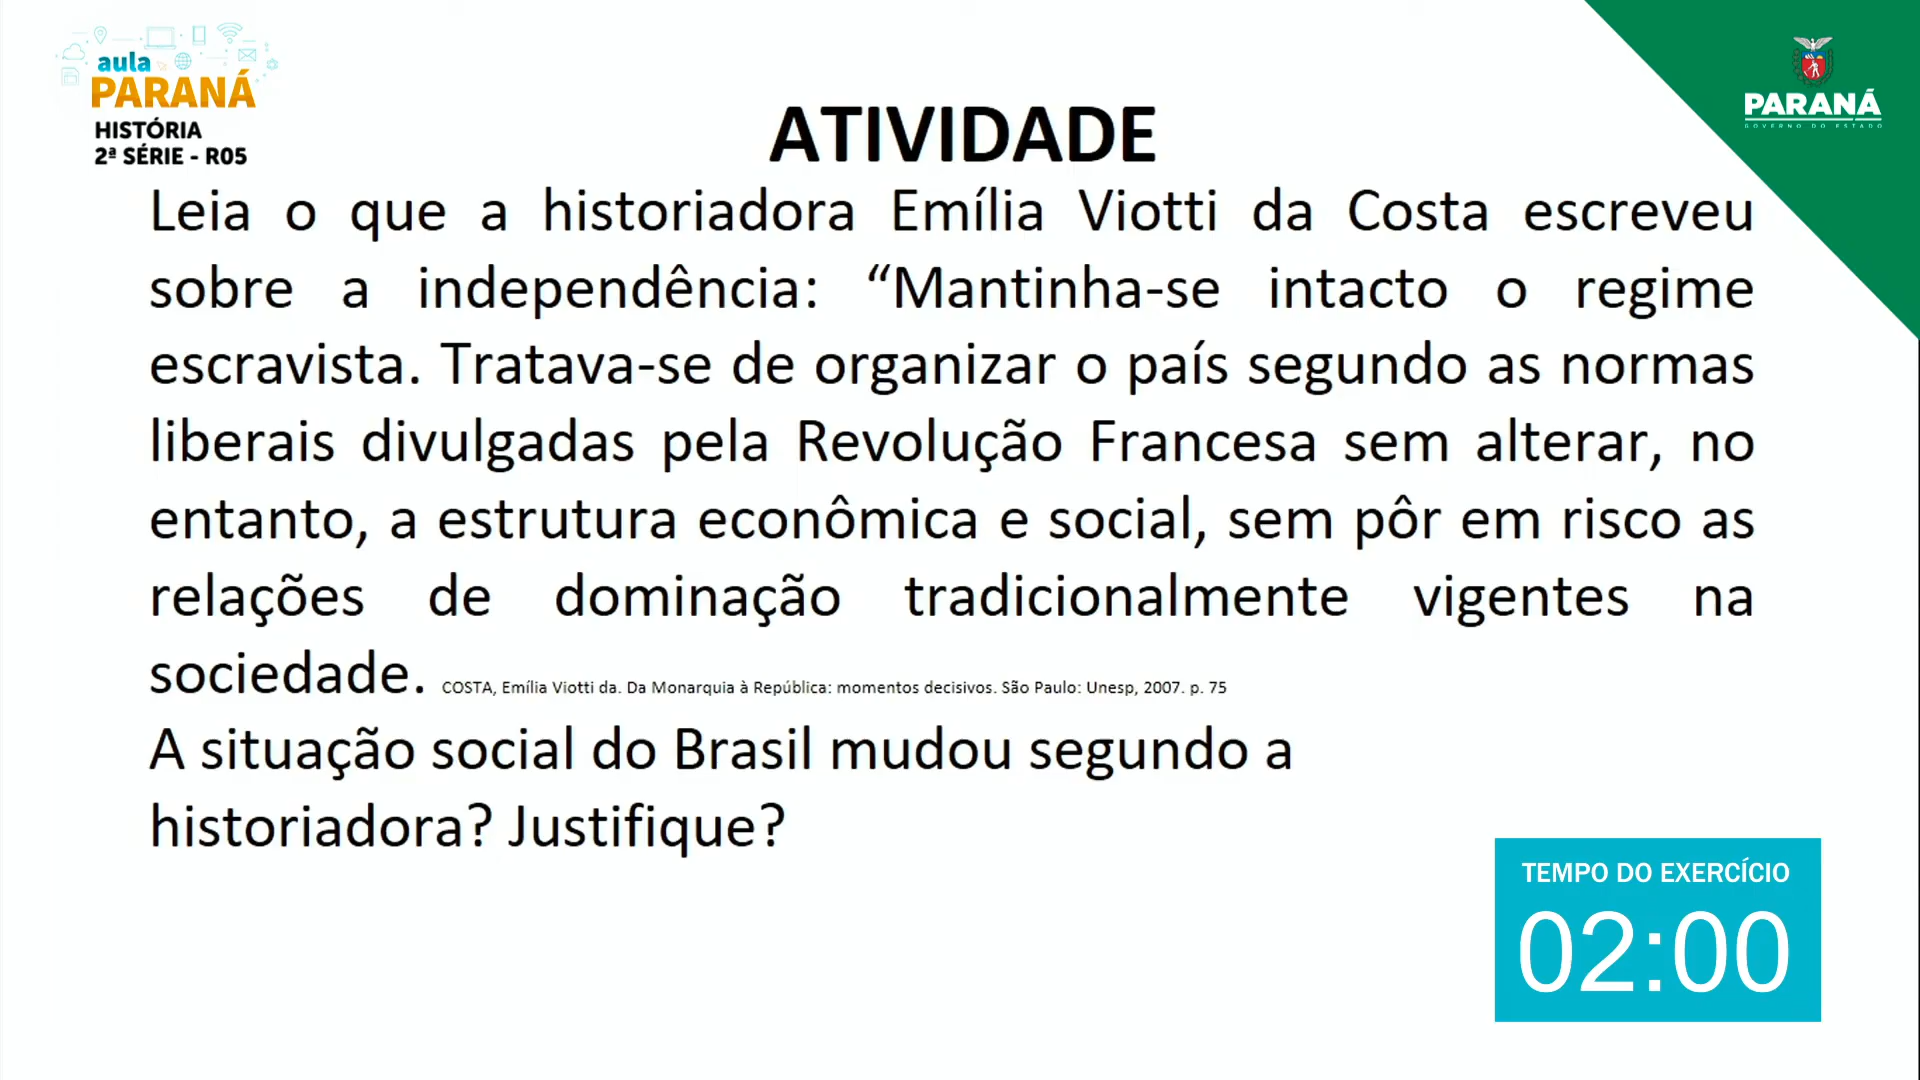 aula
PARANÁ
HISTÓRIA
2ª SÉRIE - R05
PARANÁ
GOVERNO DO ESTADO
ATIVIDADE
Leia o que a historiadora Emília Viotti da Costa escreveu
sobre a independência: “Mantinha-se intacto o regime
escravista. Tratava-se de organizar o país segundo as normas
liberais divulgadas pela Revolução Francesa sem alterar, no
entanto, a estrutura econômica e social, sem pôr em risco as
relações de dominação tradicionalmente vigentes na
sociedade. COSTA, Emília Viotti da. Da Monarquia à República: momentos decisivos. São Paulo: Unesp, 2007. p. 75
A situação social do Brasil mudou segundo a
historiadora? Justifique?
TEMPO DO EXERCÍCIO
02:00